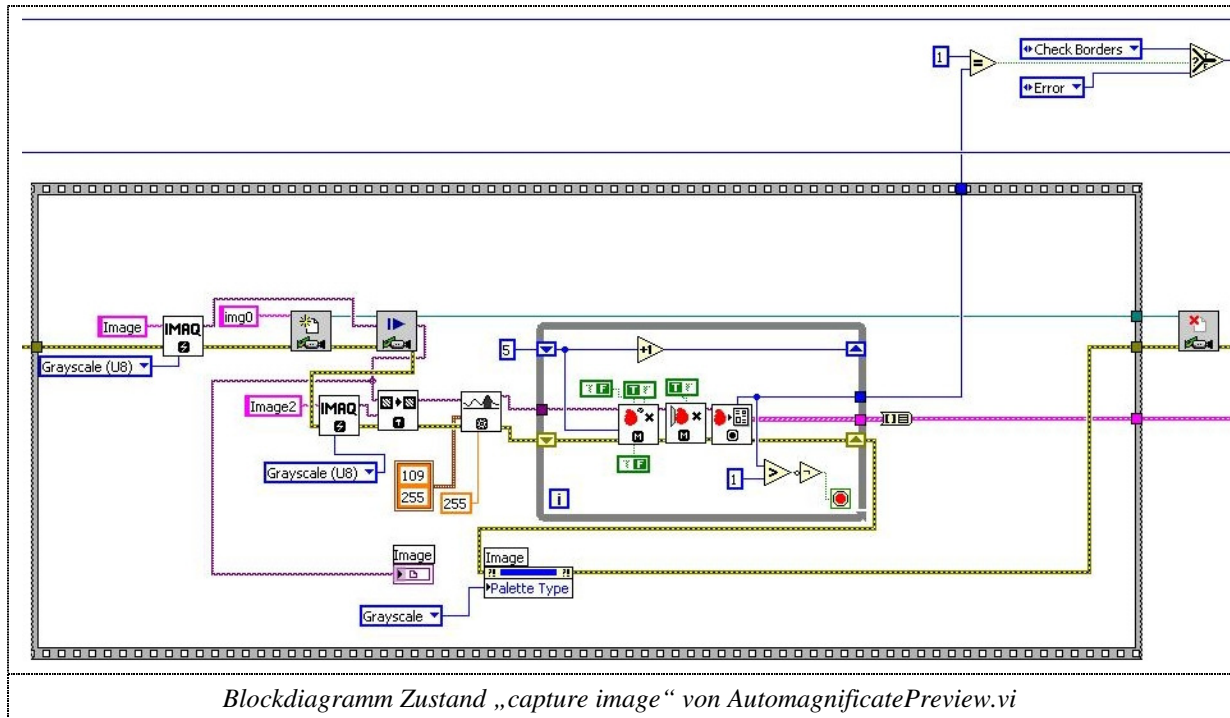 1
=
Check Borders
Error
? T F
Image
IMAQ
img0
Grayscale (U8)
5
+1
Image2
IMAQ
T
F
T F
T F
M
M
F
Grayscale (U8)
109
255
255
1
>
i
Image
Image
Palette Type
Grayscale
Blockdiagramm Zustand „capture image“ von AutomagnificatePreview.vi